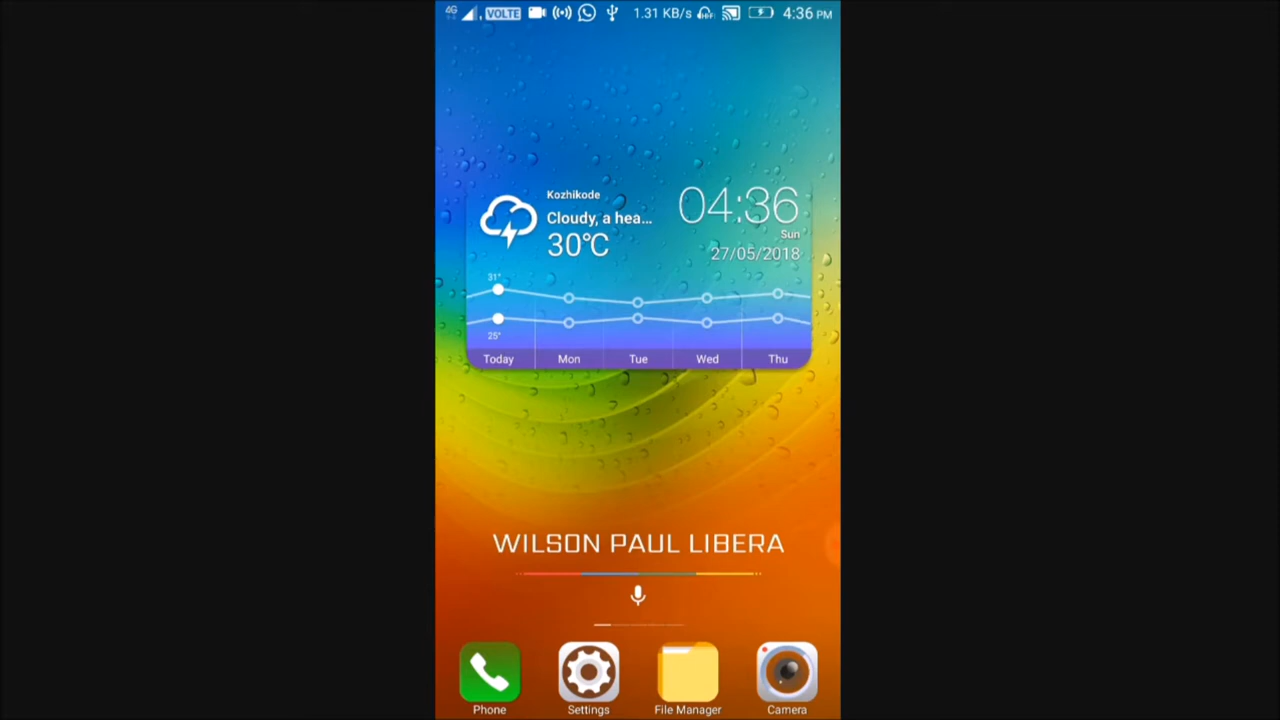 4G VOLTE 1.31 KB/s 4:36 PM
Kozhikode
Cloudy, a hea...
30°C
04:36
Sun
27/05/2018
31°
25°
Today Mon Tue Wed Thu
WILSON PAUL LIBERA
Phone Settings File Manager Camera